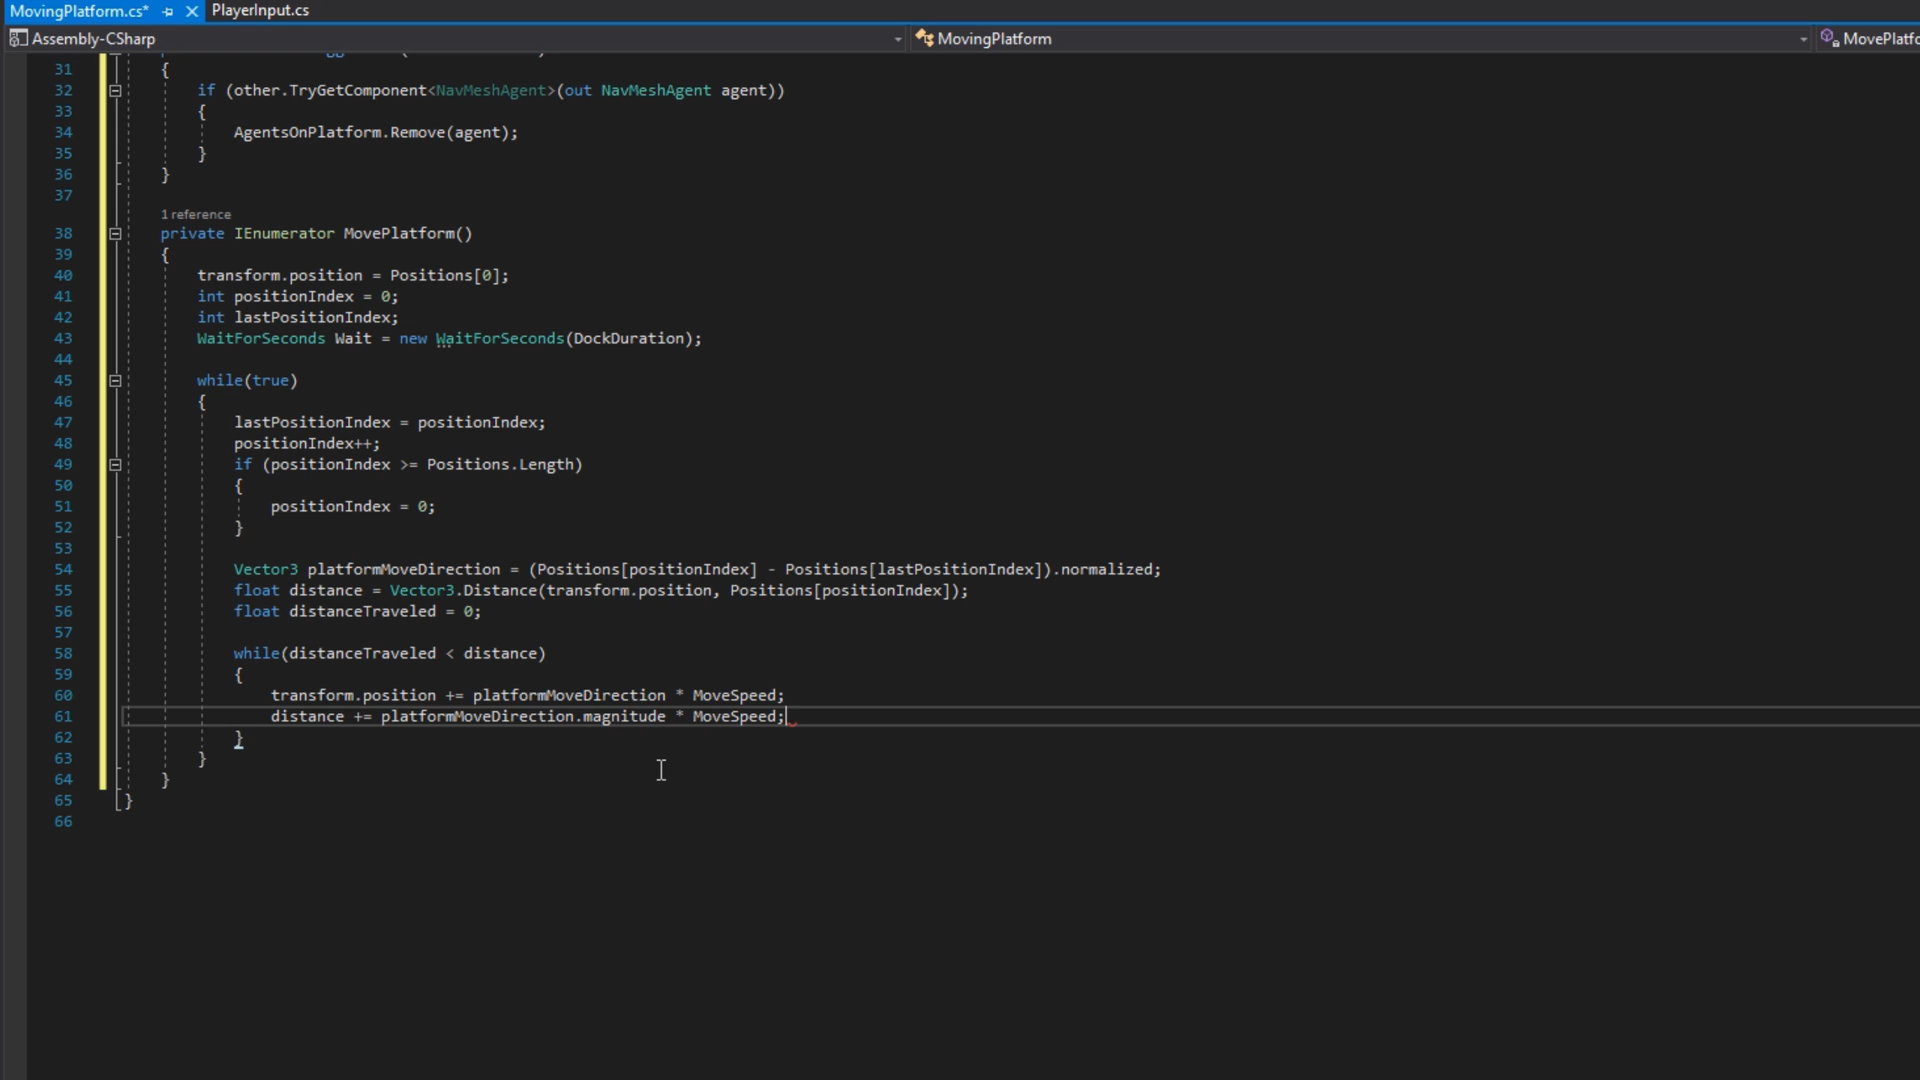 MovingPlatform.cs*
PlayerInput.cs
Assembly-CSharp
MovingPlatform
31 {
32 if (other.TryGetComponent<NavMeshAgent>(out NavMeshAgent agent))
33 {
34 AgentsOnPlatform.Remove(agent);
35 }
36 }
37
1 reference
38 private IEnumerator MovePlatform()
39 {
40 transform.position = Positions[0];
41 int positionIndex = 0;
42 int lastPositionIndex;
43 WaitForSeconds Wait = new WaitForSeconds(DockDuration);
44
45 while(true)
46 {
47 lastPositionIndex = positionIndex;
48 positionIndex++;
49 if (positionIndex >= Positions.Length)
50 {
51 positionIndex = 0;
52 }
53
54 Vector3 platformMoveDirection = (Positions[positionIndex] - Positions[lastPositionIndex]).normalized;
55 float distance = Vector3.Distance(transform.position, Positions[positionIndex]);
56 float distanceTraveled = 0;
57
58 while(distanceTraveled < distance)
59 {
60 transform.position += platformMoveDirection * MoveSpeed;
61 distance += platformMoveDirection.magnitude * MoveSpeed;
62 }
63 }
64 }
65 }
66